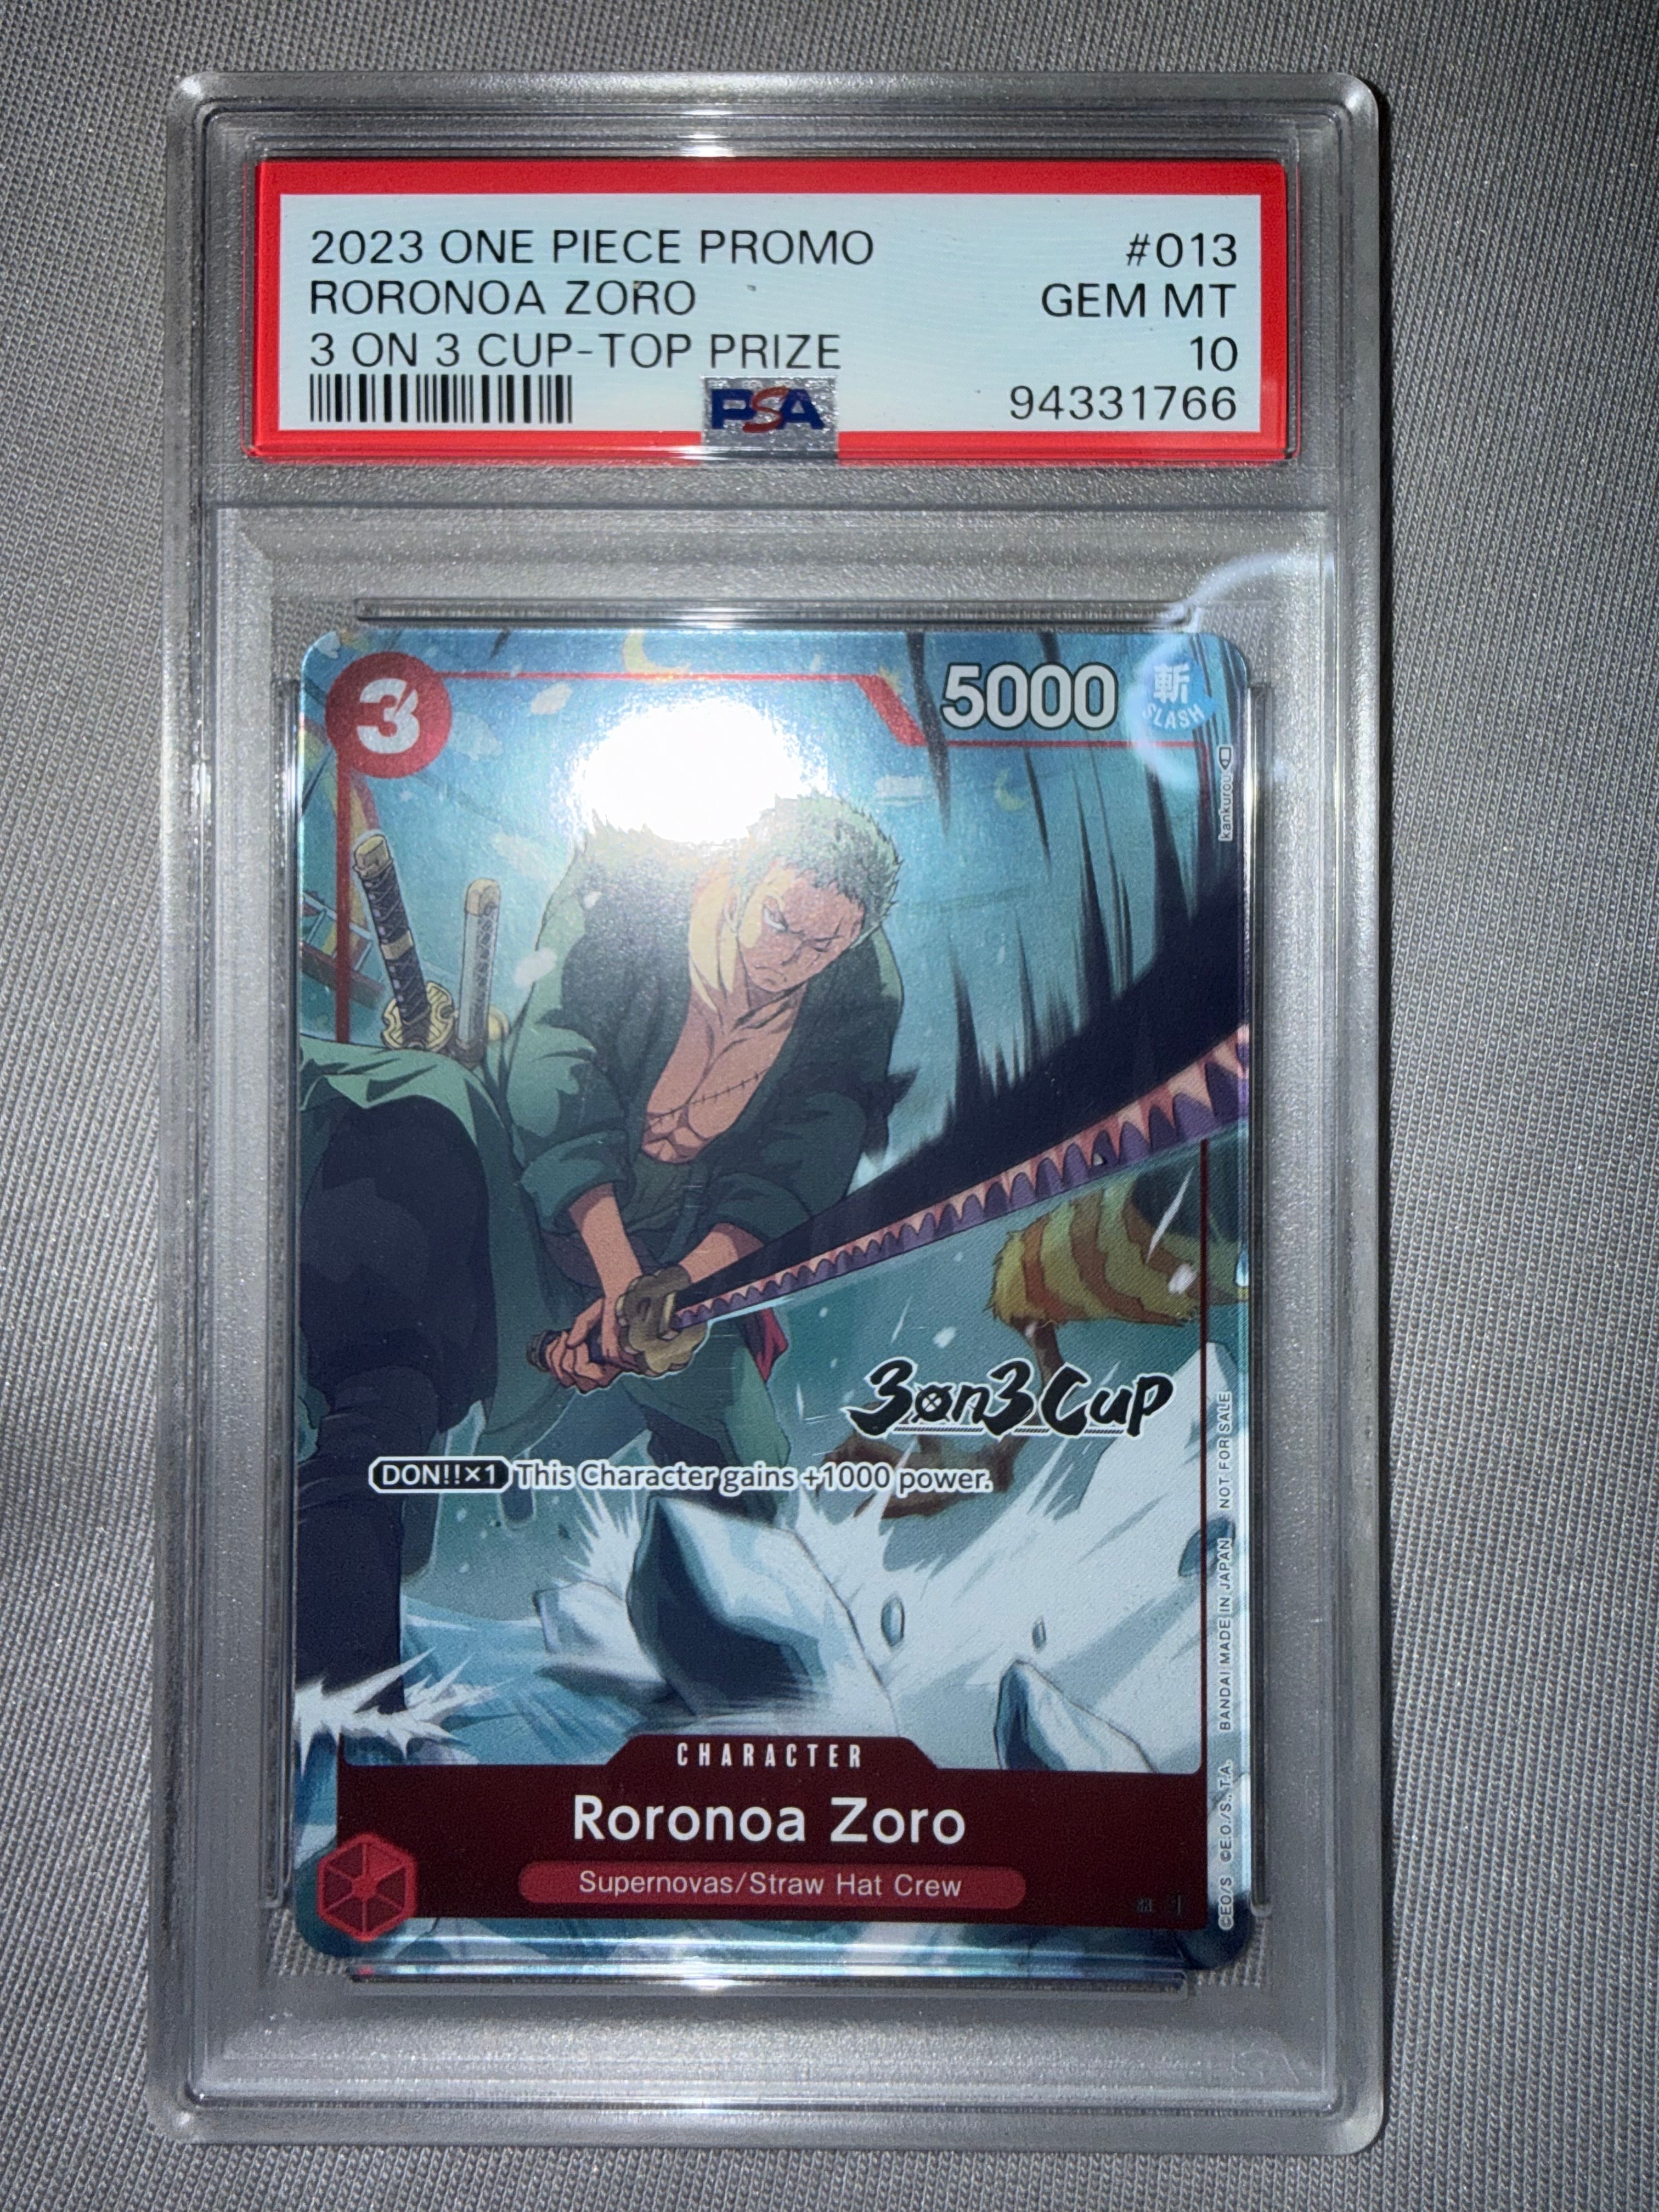 2023 ONE PIECE PROMO #013
RORONOA ZORO GEM MT
3 ON 3 CUP-TOP PRIZE 10
PSA 94331766
3 5000 斬
SLASH
kankurou
3on3 Cup
DON!!×1 This Character gains +1000 power.
CHARACTER
Roronoa Zoro
Supernovas/Straw Hat Crew
©EO/S ©E.O./S.,T.A. BANDAI MADE IN JAPAN NOT FOR SALE